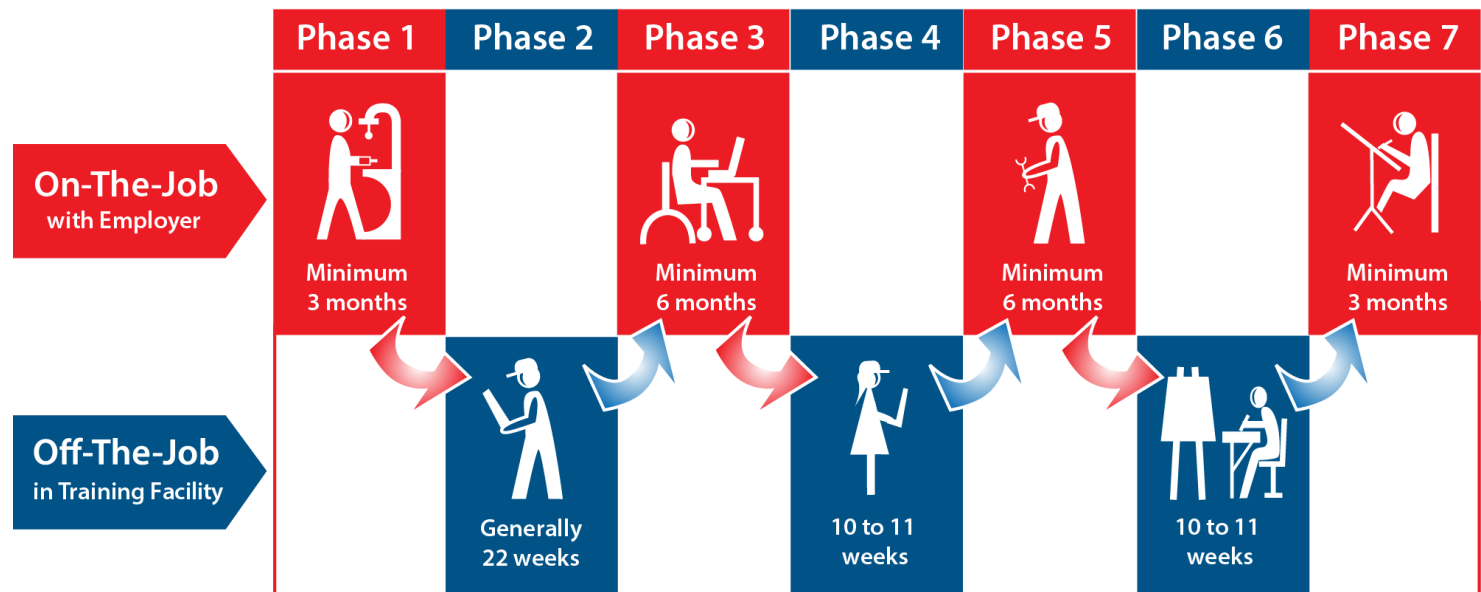 Phase 1
Phase 2
Phase 3
Phase 4
Phase 5
Phase 6
Phase 7
On-The-Job
with Employer
Minimum
3 months
Minimum
6 months
Minimum
6 months
Minimum
3 months
Off-The-Job
in Training Facility
Generally
22 weeks
10 to 11
weeks
10 to 11
weeks